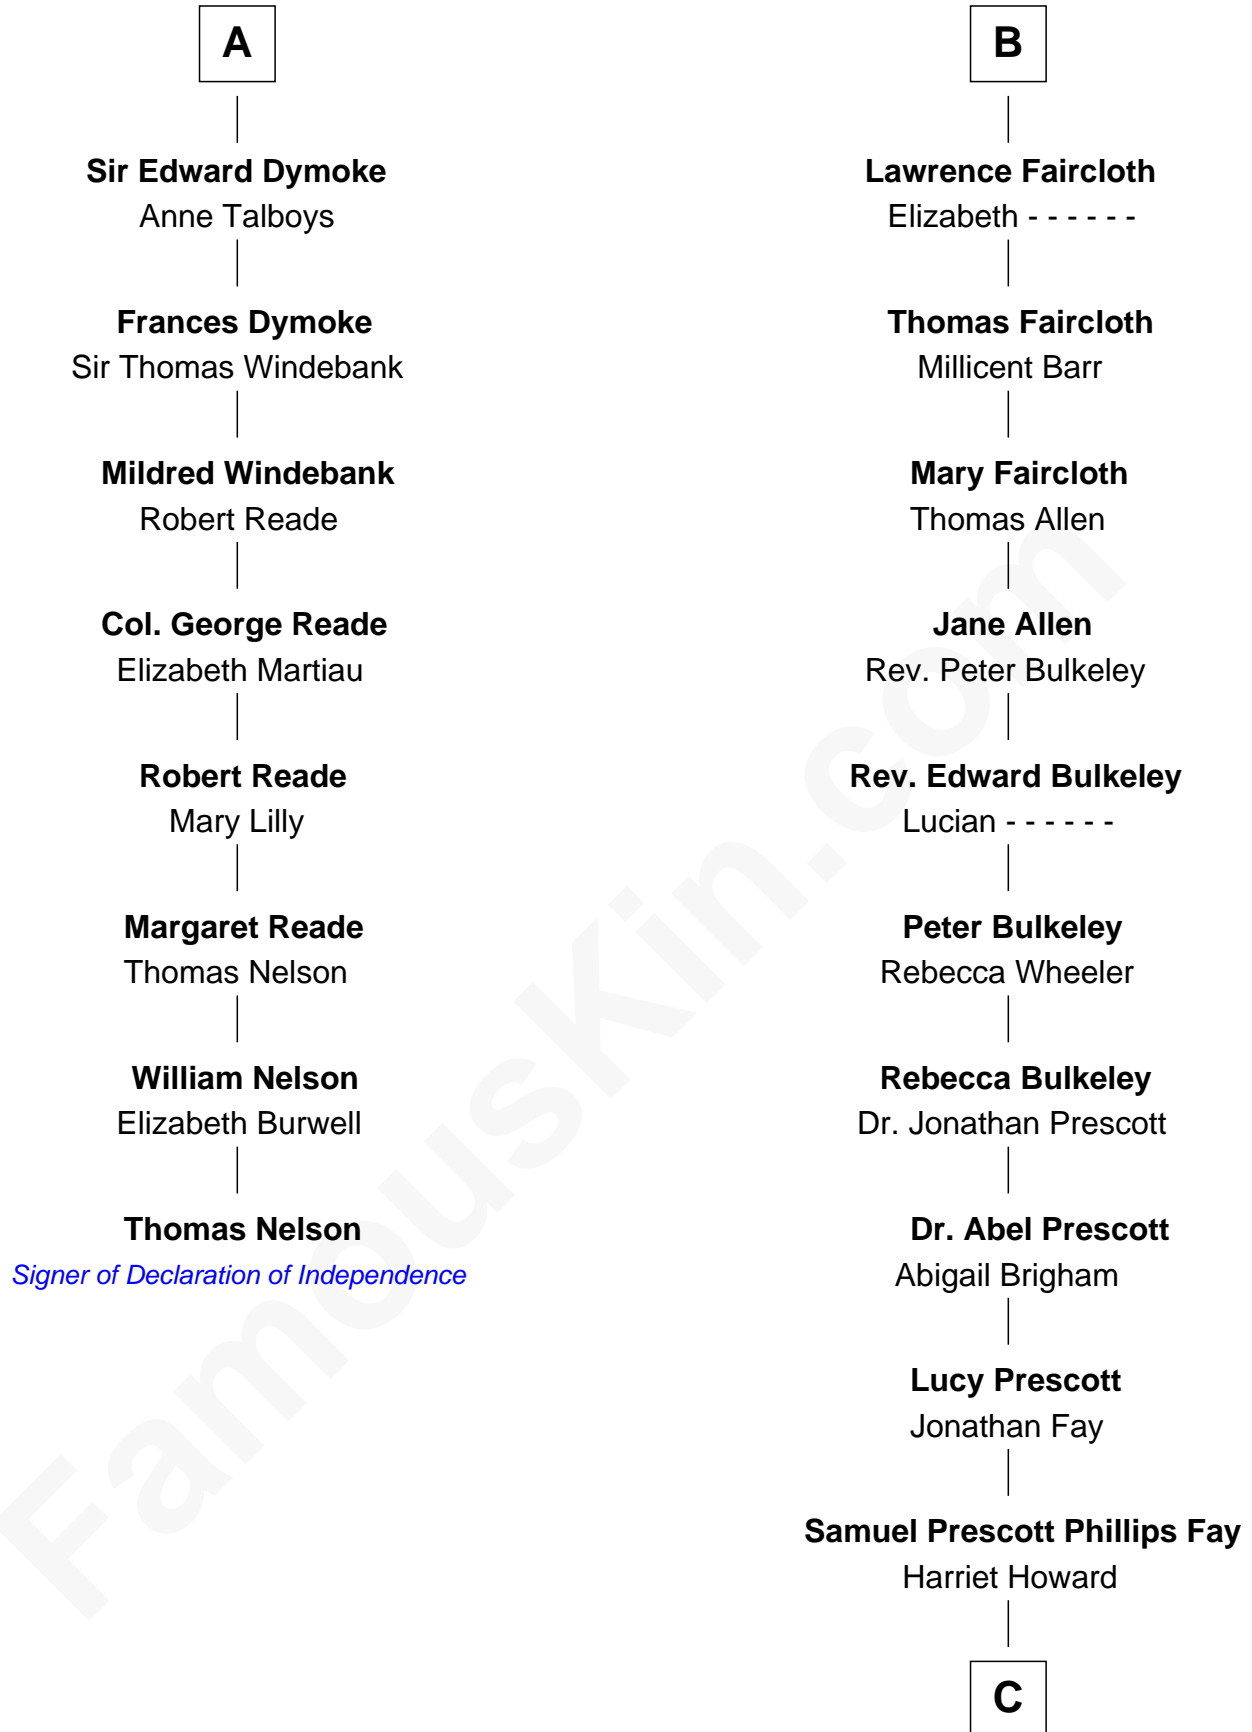 A
Sir Edward Dymoke
Anne Talboys
Frances Dymoke
Sir Thomas Windebank
Mildred Windebank
Robert Reade
Col. George Reade
Elizabeth Martiau
Robert Reade
Mary Lilly
Margaret Reade
Thomas Nelson
William Nelson
Elizabeth Burwell
Thomas Nelson
Signer of Declaration of Independence
B
Lawrence Faircloth
Elizabeth - - - - - -
Thomas Faircloth
Millicent Barr
Mary Faircloth
Thomas Allen
Jane Allen
Rev. Peter Bulkeley
Rev. Edward Bulkeley
Lucian - - - - - -
Peter Bulkeley
Rebecca Wheeler
Rebecca Bulkeley
Dr. Jonathan Prescott
Dr. Abel Prescott
Abigail Brigham
Lucy Prescott
Jonathan Fay
Samuel Prescott Phillips Fay
Harriet Howard
C
FamousKin.com